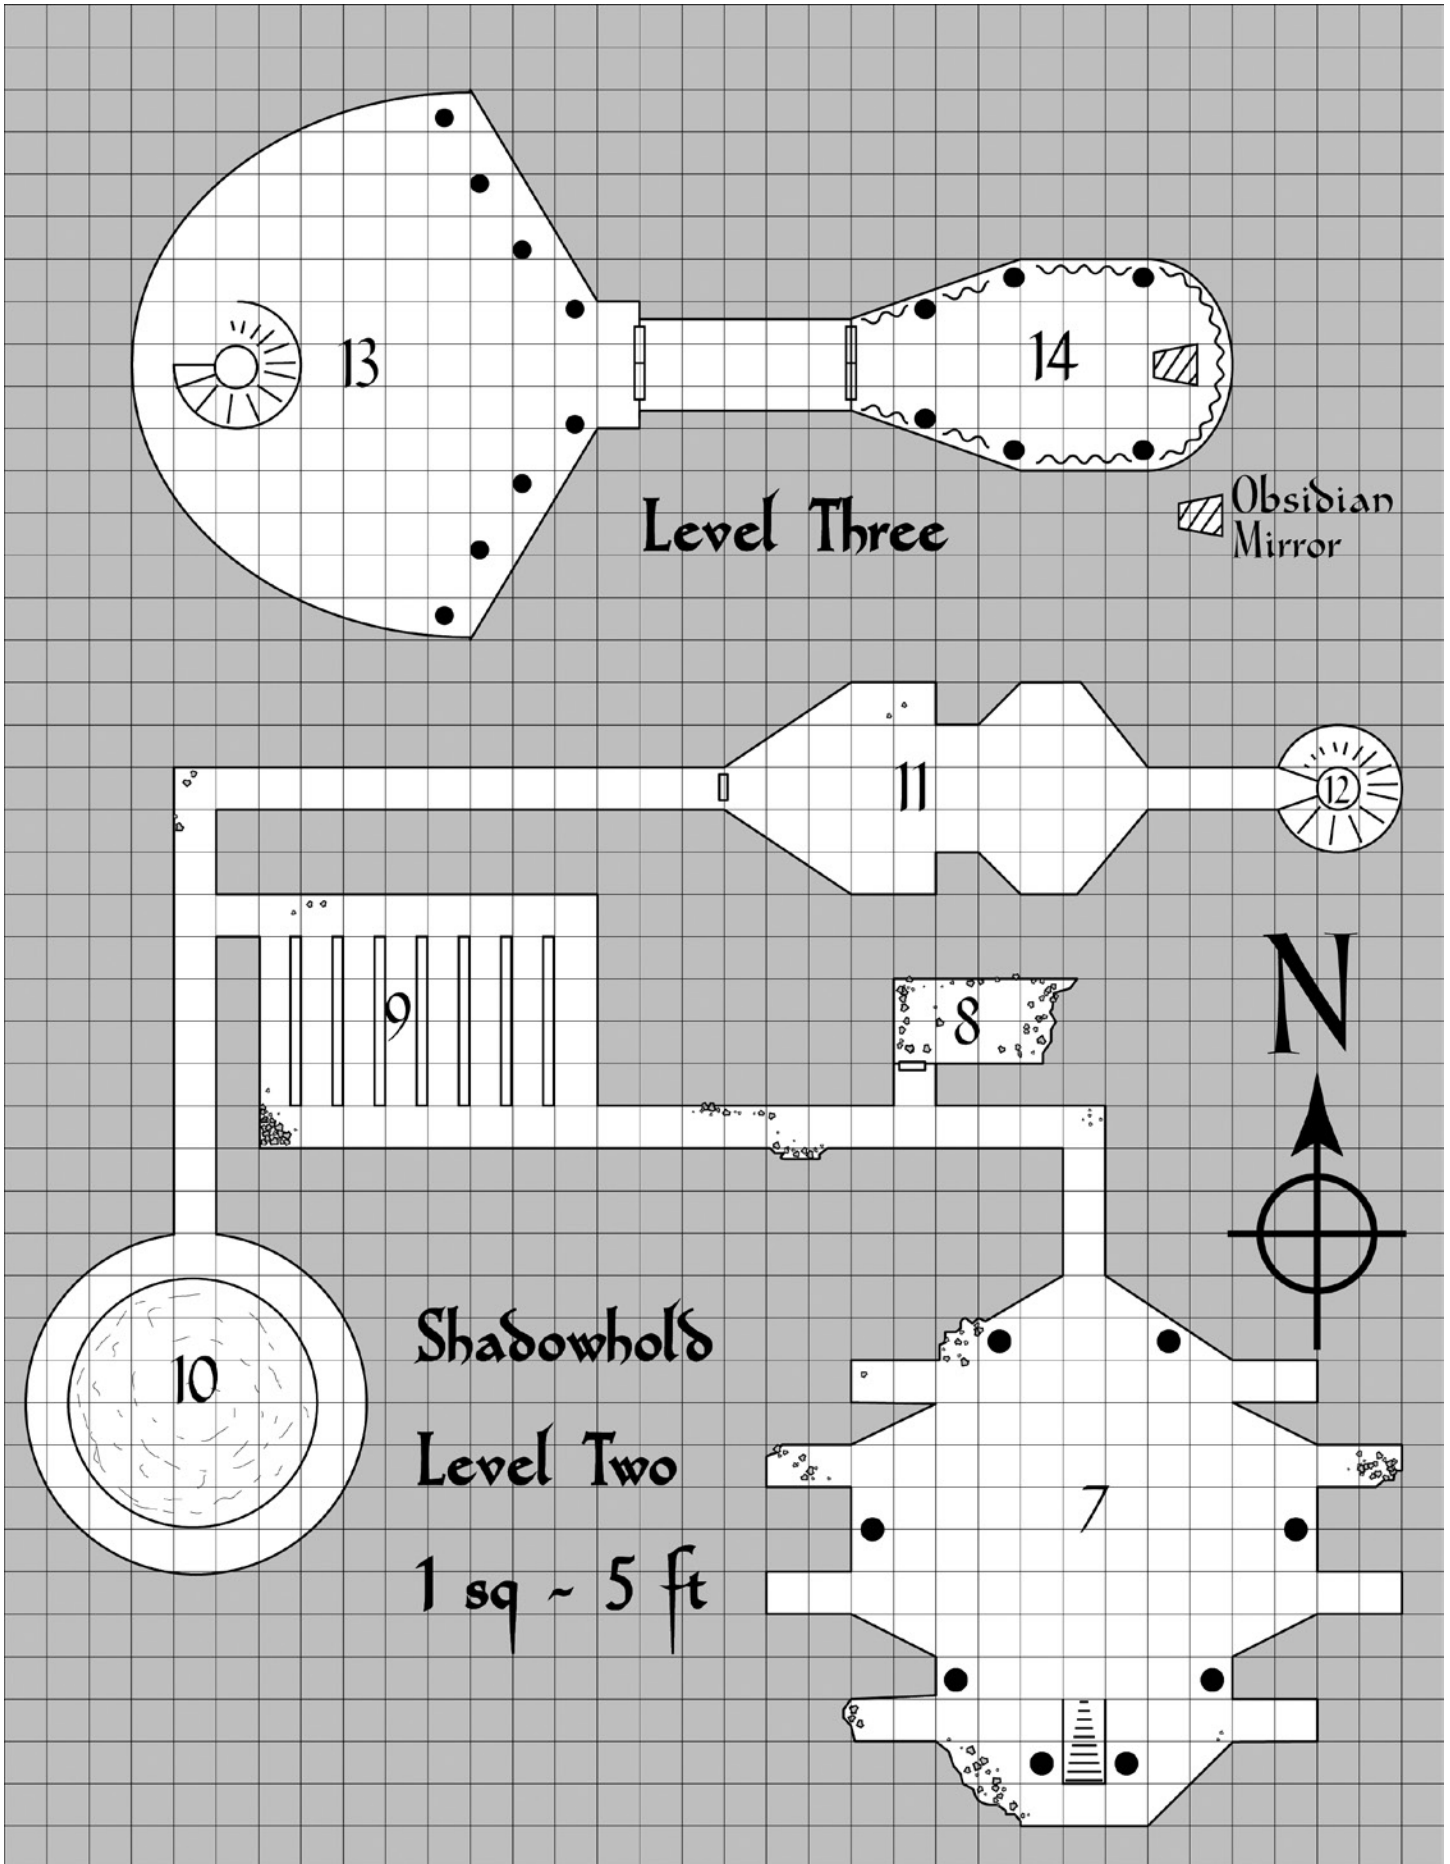 13
14
Level Three
Obsidian
Mirror
11
12
N
9
8
10
Shadowhold
Level Two
7
1 sq ~ 5 ft